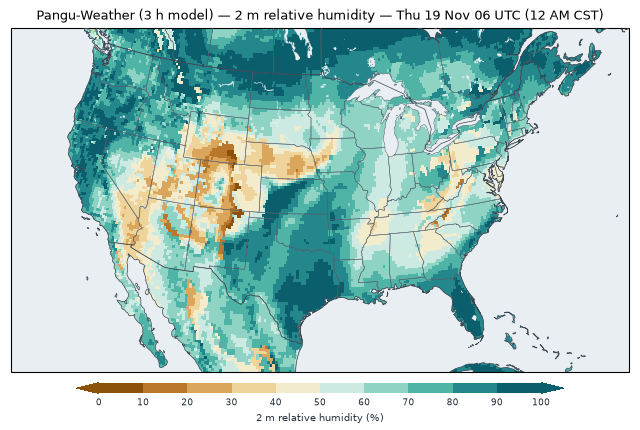 Pangu-Weather (3 h model) — 2 m relative humidity — Thu 19 Nov 06 UTC (12 AM CST)
0 10 20 30 40 50 60 70 80 90 100
2 m relative humidity (%)